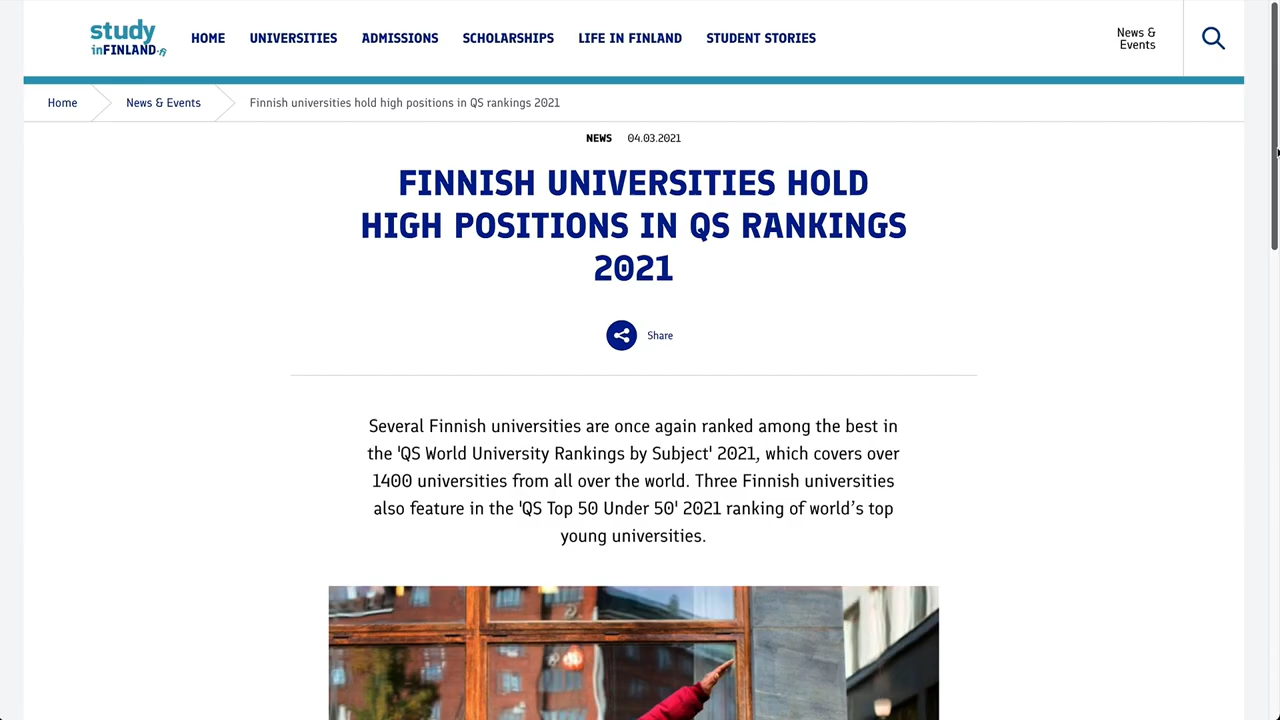 study
inFINLAND.fi
HOME UNIVERSITIES ADMISSIONS SCHOLARSHIPS LIFE IN FINLAND STUDENT STORIES
News &
Events
Home News & Events Finnish universities hold high positions in QS rankings 2021
NEWS 04.03.2021
FINNISH UNIVERSITIES HOLD
HIGH POSITIONS IN QS RANKINGS
2021
Share
Several Finnish universities are once again ranked among the best in
the 'QS World University Rankings by Subject' 2021, which covers over
1400 universities from all over the world. Three Finnish universities
also feature in the 'QS Top 50 Under 50' 2021 ranking of world’s top
young universities.